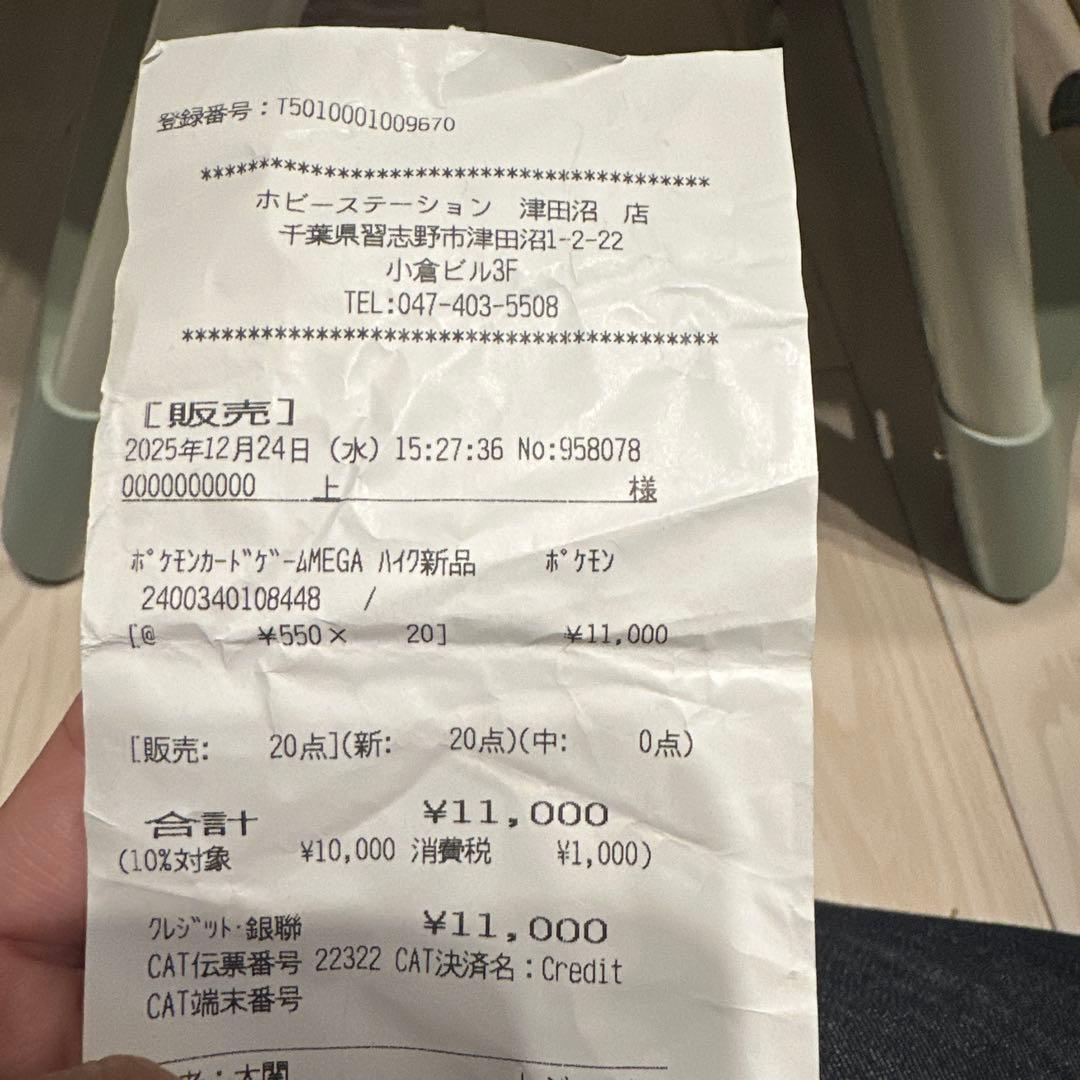 登録番号：T5010001009670
****************************************
ホビーステーション 津田沼 店
千葉県習志野市津田沼1-2-22
小倉ビル3F
TEL:047-403-5508
****************************************
[販売]
2025年12月24日 (水) 15:27:36 No:958078
0000000000 上 様
ﾎﾟｹﾓﾝｶｰﾄﾞｹﾞｰﾑMEGA ﾊｲｸ新品 ﾎﾟｹﾓﾝ
2400340108448 /
[@ ¥550× 20] ¥11,000
[販売: 20点](新: 20点)(中: 0点)
合計 ¥11,000
(10%対象 ¥10,000 消費税 ¥1,000)
ｸﾚｼﾞｯﾄ･銀聯 ¥11,000
CAT伝票番号 22322 CAT決済名：Credit
CAT端末番号